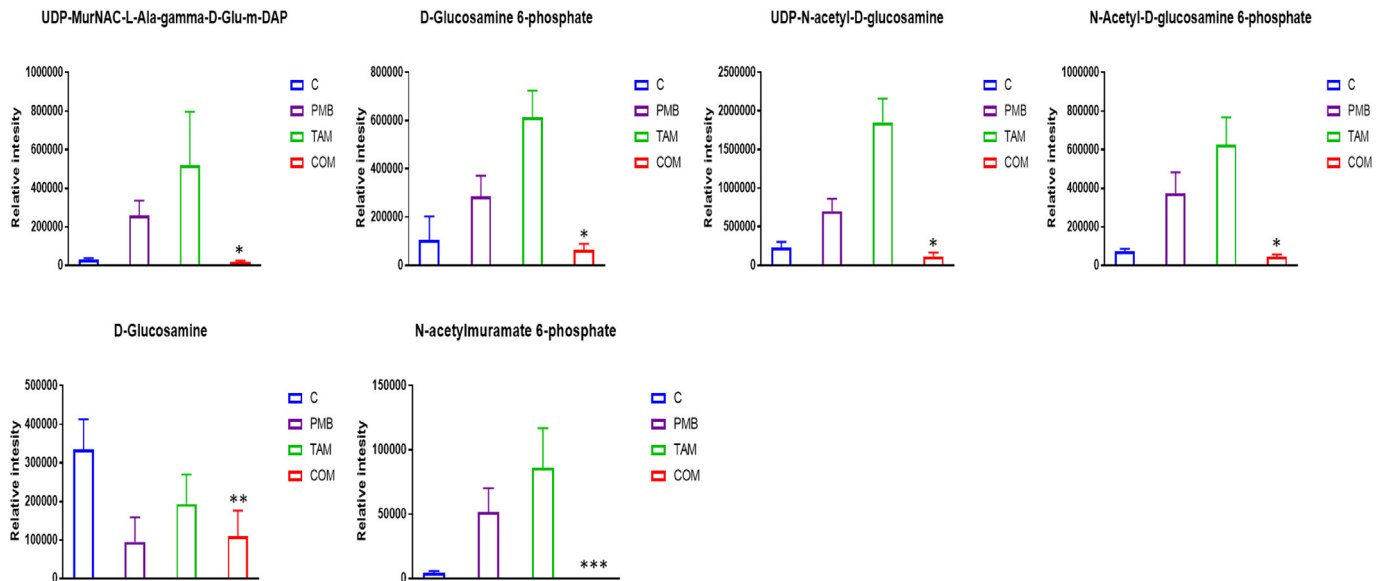 UDP-MurNAC-L-Ala-gamma-D-Glu-m-DAP
Relative intesity
1000000
800000
600000
400000
200000
0
*
C
PMB
TAM
COM
D-Glucosamine 6-phosphate
Relative intesity
800000
600000
400000
200000
0
*
C
PMB
TAM
COM
UDP-N-acetyl-D-glucosamine
Relative intesity
2500000
2000000
1500000
1000000
500000
0
*
C
PMB
TAM
COM
N-Acetyl-D-glucosamine 6-phosphate
Relative intesity
1000000
800000
600000
400000
200000
0
*
C
PMB
TAM
COM
D-Glucosamine
Relative intesity
500000
400000
300000
200000
100000
0
**
C
PMB
TAM
COM
N-acetylmuramate 6-phosphate
Relative intesity
150000
100000
50000
0
***
C
PMB
TAM
COM